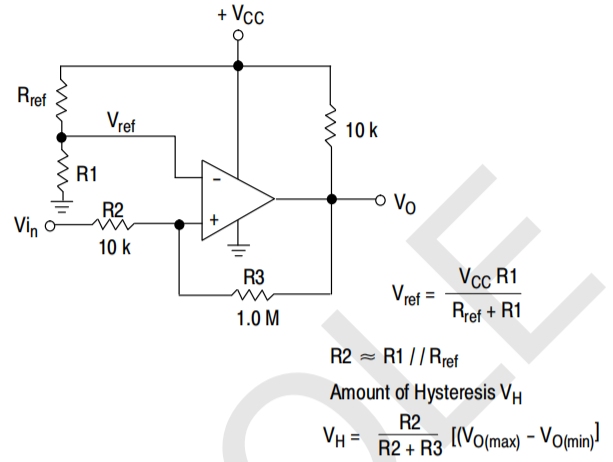 + VCC
Rref
Vref
10 k
R1
−
+
Vin
R2
10 k
VO
R3
1.0 M
Vref = VCC R1 / Rref + R1
R2 ≈ R1 // Rref
Amount of Hysteresis VH
VH = R2 / R2 + R3 [(VO(max) − VO(min)]
OLE